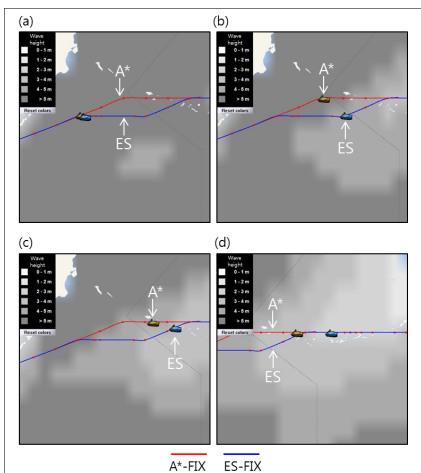 (a)
Wave
height
0 - 1 m
1 - 2 m
2 - 3 m
3 - 4 m
4 - 5 m
> 5 m
Reset colors
A*
ES
(b)
Wave
height
0 - 1 m
1 - 2 m
2 - 3 m
3 - 4 m
4 - 5 m
> 5 m
Reset colors
A*
ES
(c)
Wave
height
0 - 1 m
1 - 2 m
2 - 3 m
3 - 4 m
4 - 5 m
> 5 m
Reset colors
A*
ES
(d)
Wave
height
0 - 1 m
1 - 2 m
2 - 3 m
3 - 4 m
4 - 5 m
> 5 m
Reset colors
A*
ES
A*-FIX ES-FIX